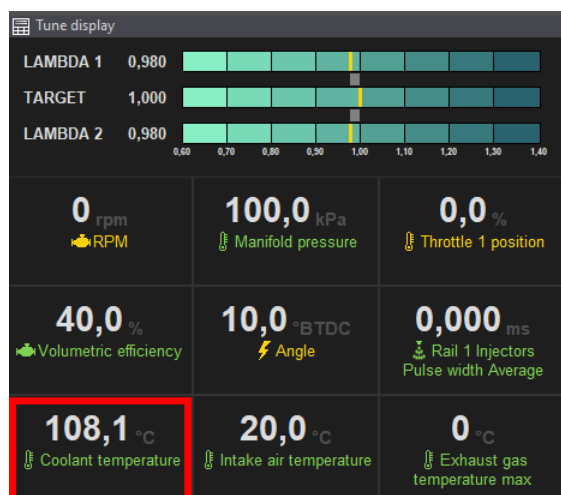 Tune display
LAMBDA 1 0,980
TARGET 1,000
LAMBDA 2 0,980
0,60 0,70 0,80 0,90 1,00 1,10 1,20 1,30 1,40
0 rpm
RPM
100,0 kPa
Manifold pressure
0,0 %
Throttle 1 position
40,0 %
Volumetric efficiency
10,0 °BTDC
Angle
0,000 ms
Rail 1 Injectors
Pulse width Average
108,1 °C
Coolant temperature
20,0 °C
Intake air temperature
0 °C
Exhaust gas
temperature max